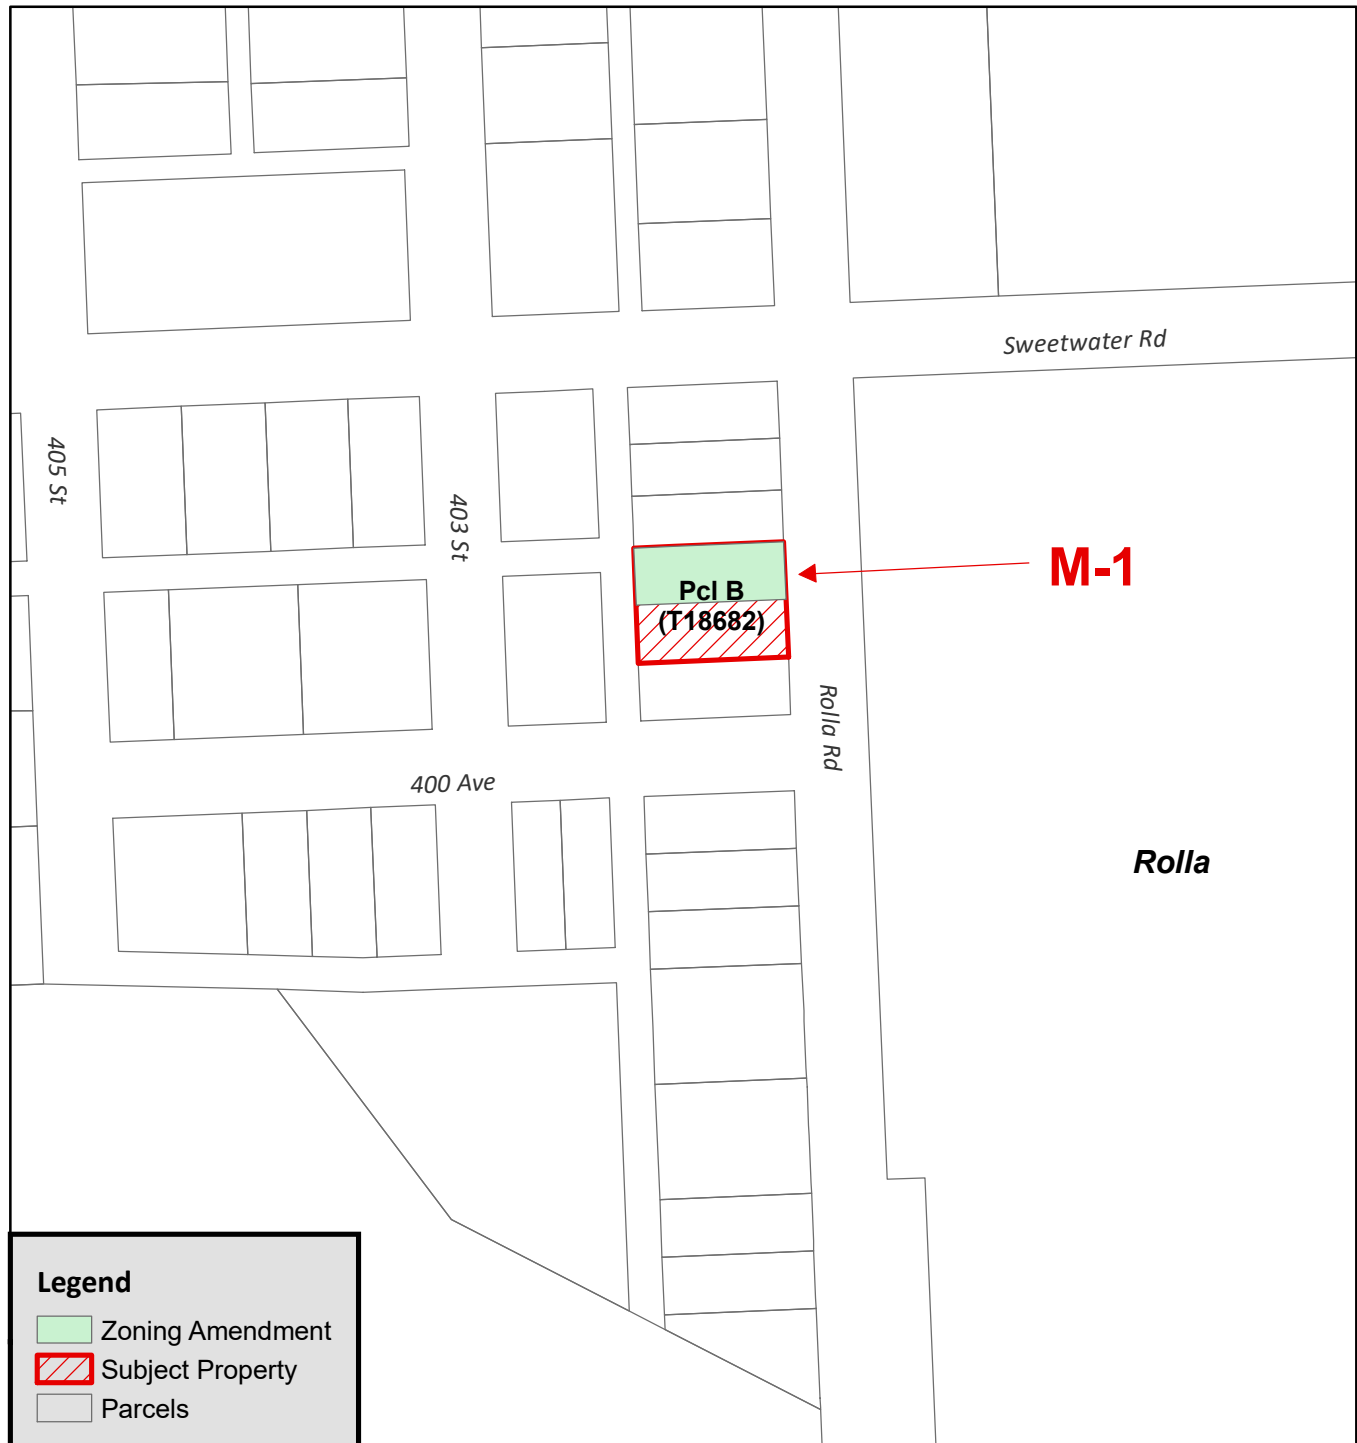 Sweetwater Rd
405 St
403 St
M-1
Pcl B
(T18682)
Rolla Rd
400 Ave
Rolla
Legend
Zoning Amendment
Subject Property
Parcels